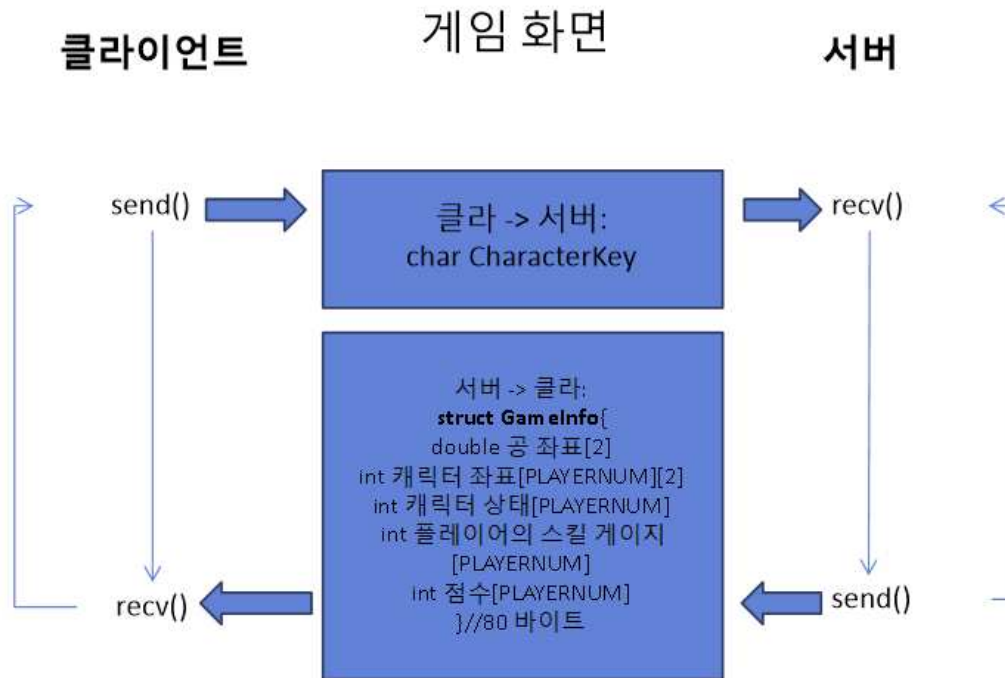 게임 화면
클라이언트
서버
send()
클라 -> 서버:
char CharacterKey
recv()
서버 -> 클라:
struct GameInfo{
double 공 좌표[2]
int 캐릭터 좌표[PLAYERNUM][2]
int 캐릭터 상태[PLAYERNUM]
int 플레이어의 스킬 게이지
[PLAYERNUM]
int 점수[PLAYERNUM]
}//80 바이트
recv()
send()